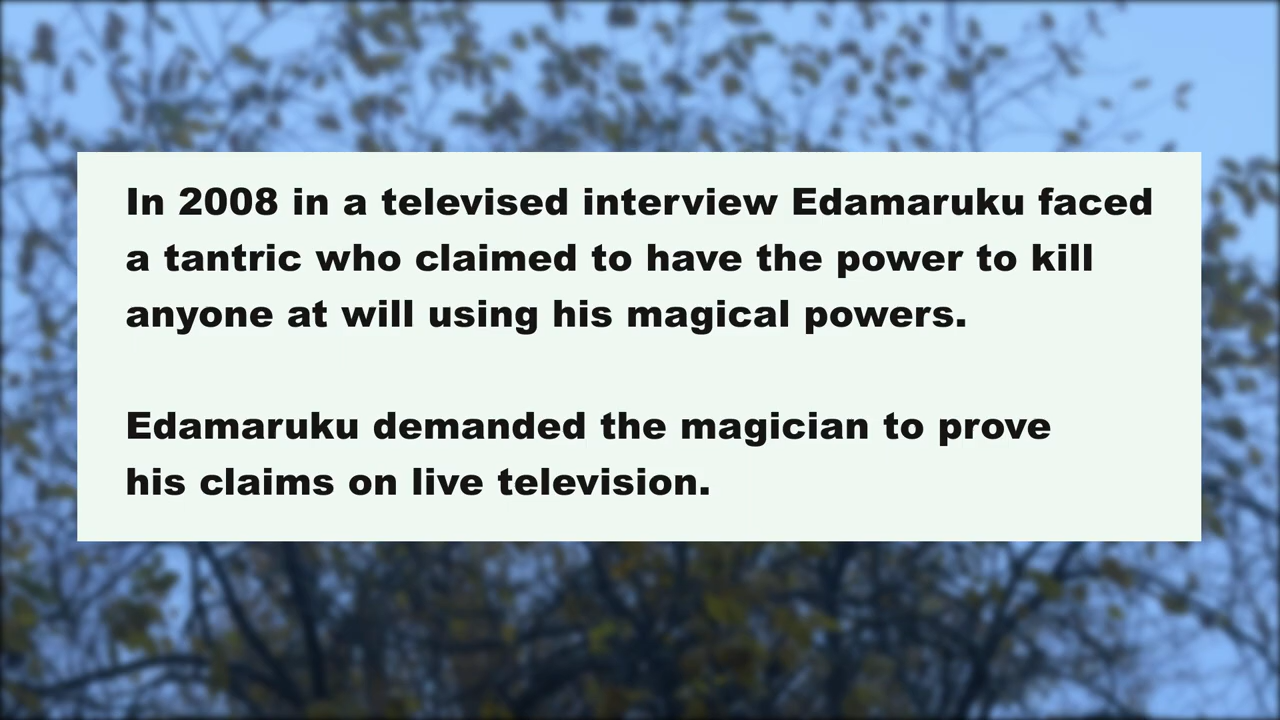 In 2008 in a televised interview Edamaruku faced
a tantric who claimed to have the power to kill
anyone at will using his magical powers.
Edamaruku demanded the magician to prove
his claims on live television.